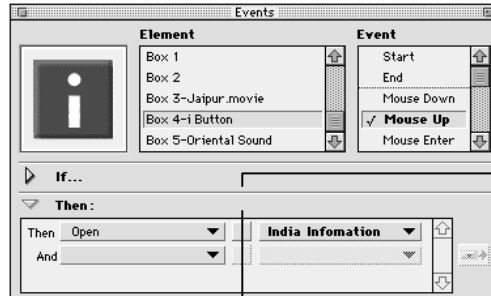 Events
Element
Event
Box 1
Box 2
Box 3-Jaipur.movie
Box 4-i Button
Box 5-Oriental Sound
Start
End
Mouse Down
✓ Mouse Up
Mouse Enter
If...
Then:
Then Open India Infomation
And